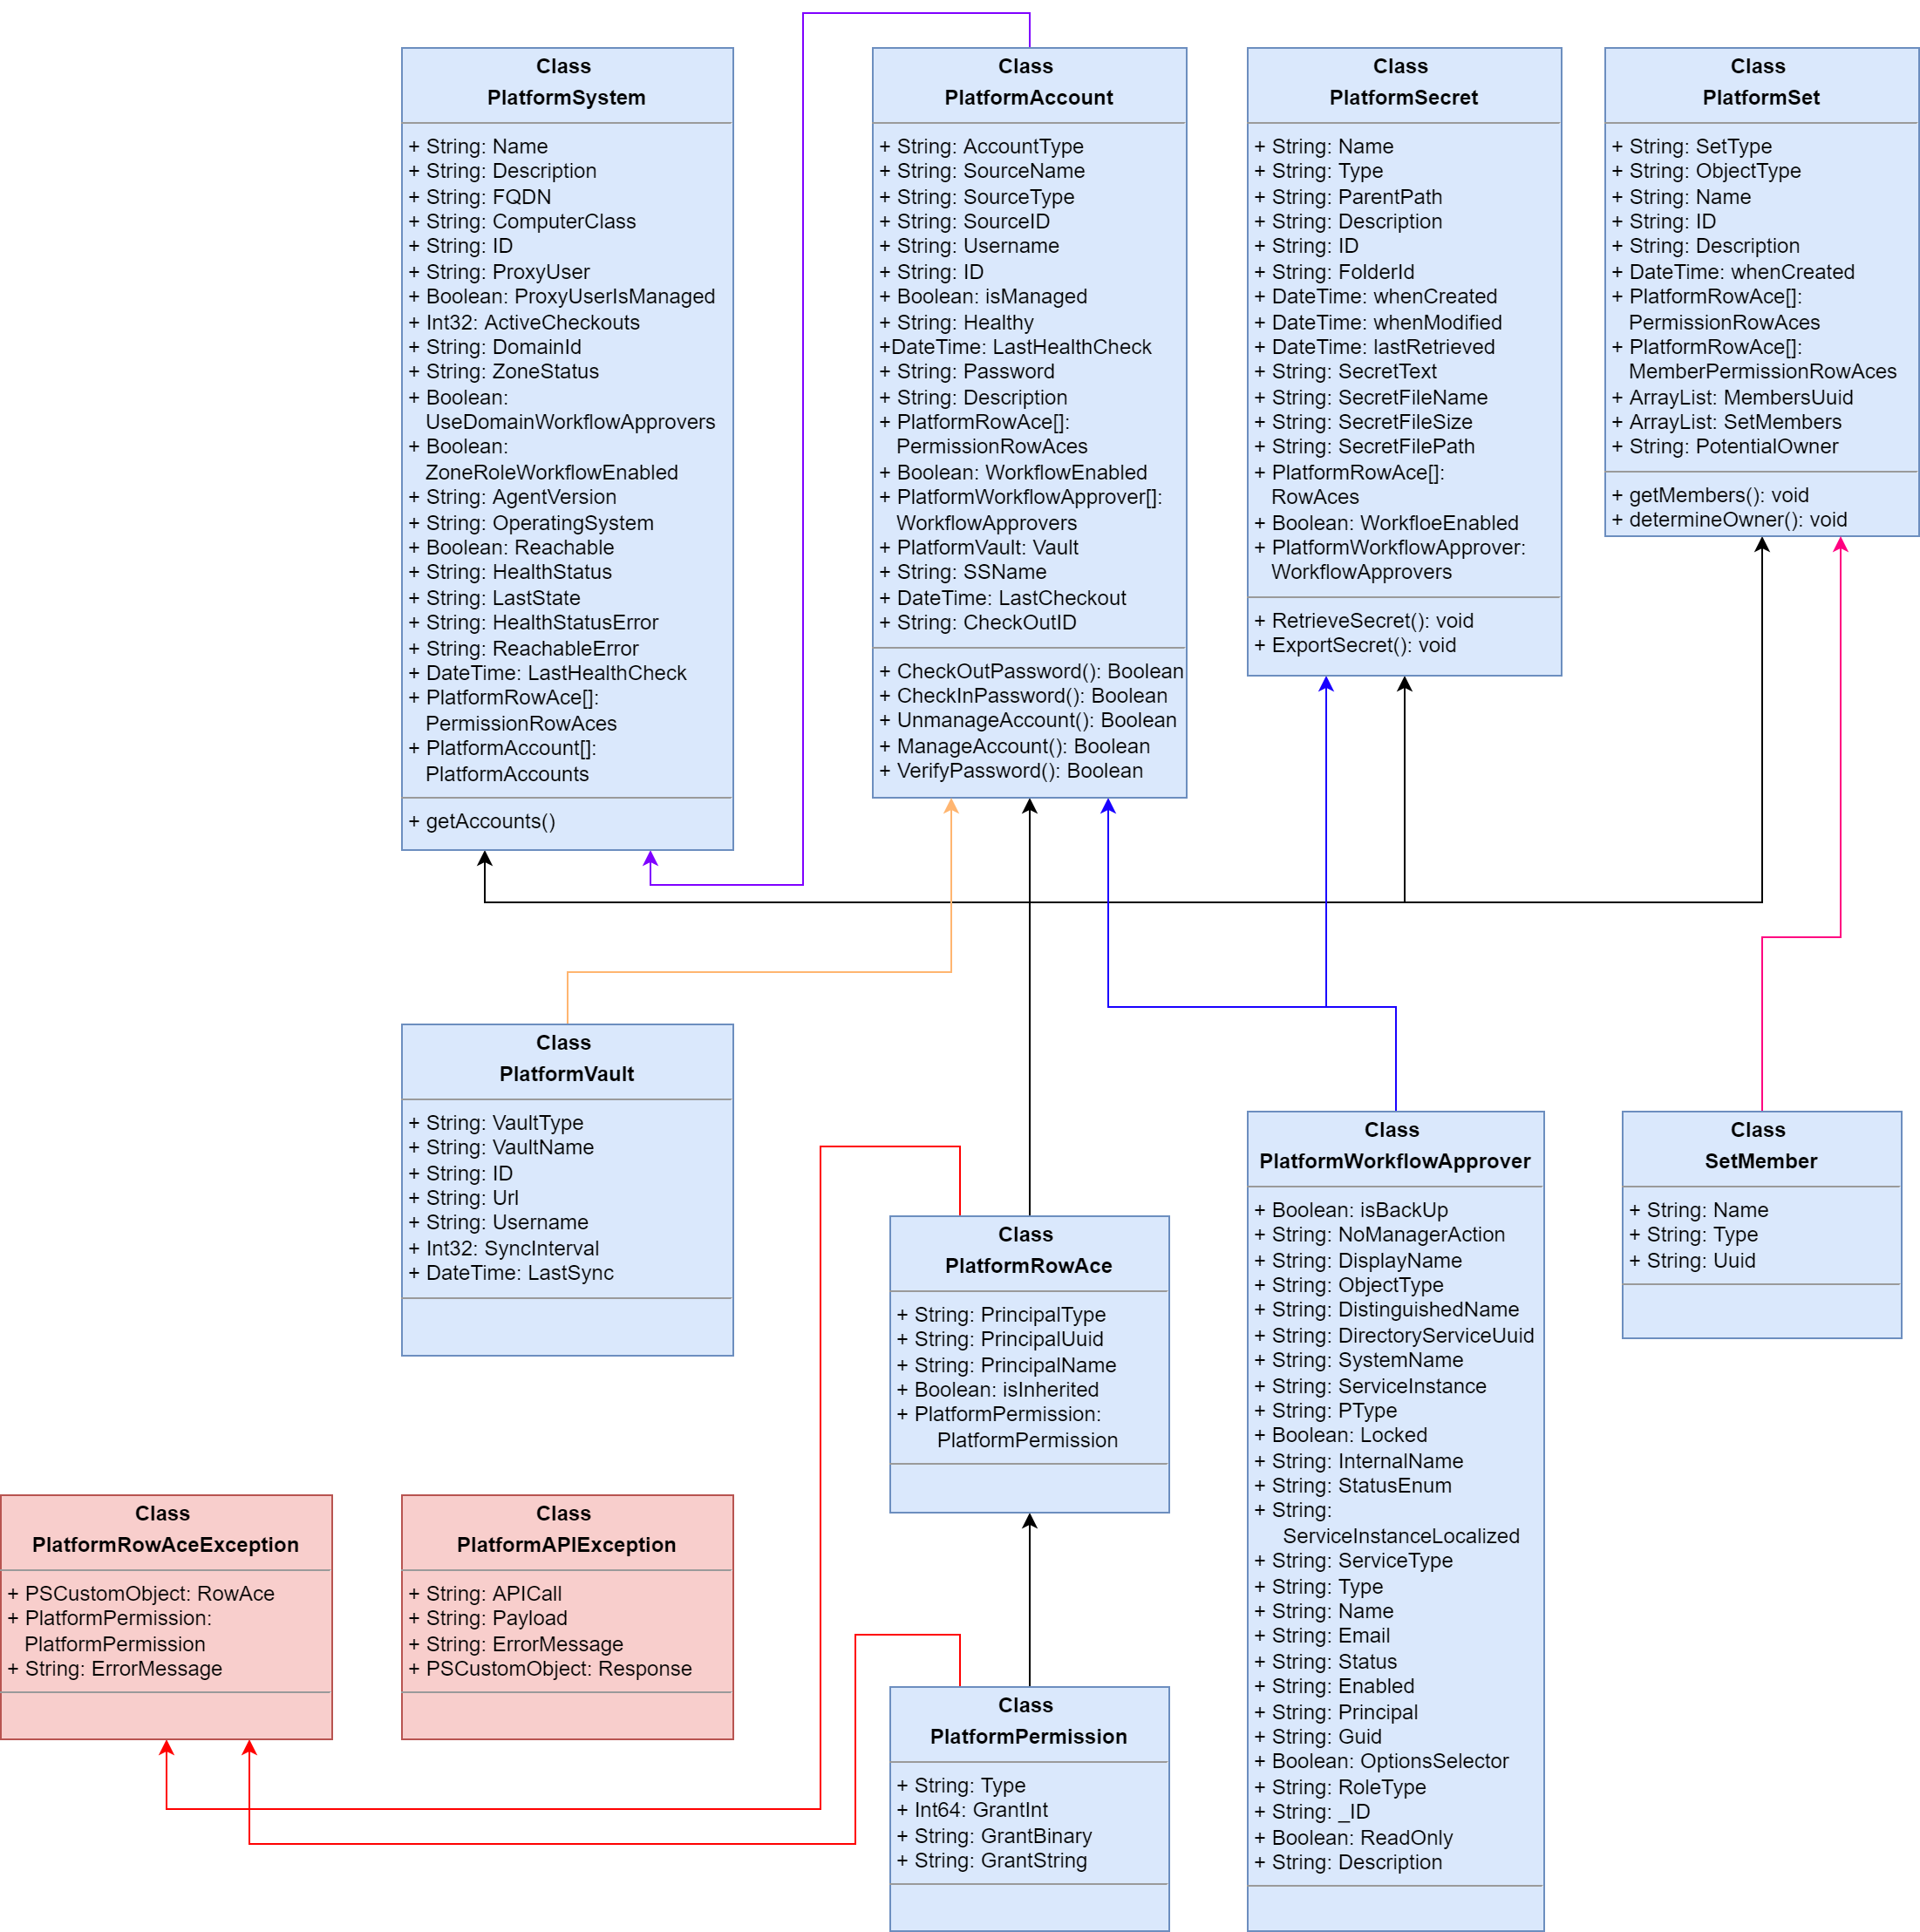 Class
PlatformSystem
+ String: Name
+ String: Description
+ String: FQDN
+ String: ComputerClass
+ String: ID
+ String: ProxyUser
+ Boolean: ProxyUserIsManaged
+ Int32: ActiveCheckouts
+ String: DomainId
+ String: ZoneStatus
+ Boolean:
UseDomainWorkflowApprovers
+ Boolean:
ZoneRoleWorkflowEnabled
+ String: AgentVersion
+ String: OperatingSystem
+ Boolean: Reachable
+ String: HealthStatus
+ String: LastState
+ String: HealthStatusError
+ String: ReachableError
+ DateTime: LastHealthCheck
+ PlatformRowAce[]:
PermissionRowAces
+ PlatformAccount[]:
PlatformAccounts
+ getAccounts()
Class
PlatformAccount
+ String: AccountType
+ String: SourceName
+ String: SourceType
+ String: SourceID
+ String: Username
+ String: ID
+ Boolean: isManaged
+ String: Healthy
+DateTime: LastHealthCheck
+ String: Password
+ String: Description
+ PlatformRowAce[]:
PermissionRowAces
+ Boolean: WorkflowEnabled
+ PlatformWorkflowApprover[]:
WorkflowApprovers
+ PlatformVault: Vault
+ String: SSName
+ DateTime: LastCheckout
+ String: CheckOutID
+ CheckOutPassword(): Boolean
+ CheckInPassword(): Boolean
+ UnmanageAccount(): Boolean
+ ManageAccount(): Boolean
+ VerifyPassword(): Boolean
Class
PlatformSecret
+ String: Name
+ String: Type
+ String: ParentPath
+ String: Description
+ String: ID
+ String: FolderId
+ DateTime: whenCreated
+ DateTime: whenModified
+ DateTime: lastRetrieved
+ String: SecretText
+ String: SecretFileName
+ String: SecretFileSize
+ String: SecretFilePath
+ PlatformRowAce[]:
RowAces
+ Boolean: WorkfloeEnabled
+ PlatformWorkflowApprover:
WorkflowApprovers
+ RetrieveSecret(): void
+ ExportSecret(): void
Class
PlatformSet
+ String: SetType
+ String: ObjectType
+ String: Name
+ String: ID
+ String: Description
+ DateTime: whenCreated
+ PlatformRowAce[]:
PermissionRowAces
+ PlatformRowAce[]:
MemberPermissionRowAces
+ ArrayList: MembersUuid
+ ArrayList: SetMembers
+ String: PotentialOwner
+ getMembers(): void
+ determineOwner(): void
Class
PlatformVault
+ String: VaultType
+ String: VaultName
+ String: ID
+ String: Url
+ String: Username
+ Int32: SyncInterval
+ DateTime: LastSync
Class
PlatformRowAce
+ String: PrincipalType
+ String: PrincipalUuid
+ String: PrincipalName
+ Boolean: isInherited
+ PlatformPermission:
PlatformPermission
Class
PlatformWorkflowApprover
+ Boolean: isBackUp
+ String: NoManagerAction
+ String: DisplayName
+ String: ObjectType
+ String: DistinguishedName
+ String: DirectoryServiceUuid
+ String: SystemName
+ String: ServiceInstance
+ String: PType
+ Boolean: Locked
+ String: InternalName
+ String: StatusEnum
+ String:
ServiceInstanceLocalized
+ String: ServiceType
+ String: Type
+ String: Name
+ String: Email
+ String: Status
+ String: Enabled
+ String: Principal
+ String: Guid
+ Boolean: OptionsSelector
+ String: RoleType
+ String: _ID
+ Boolean: ReadOnly
+ String: Description
Class
SetMember
+ String: Name
+ String: Type
+ String: Uuid
Class
PlatformRowAceException
+ PSCustomObject: RowAce
+ PlatformPermission:
PlatformPermission
+ String: ErrorMessage
Class
PlatformAPIException
+ String: APICall
+ String: Payload
+ String: ErrorMessage
+ PSCustomObject: Response
Class
PlatformPermission
+ String: Type
+ Int64: GrantInt
+ String: GrantBinary
+ String: GrantString